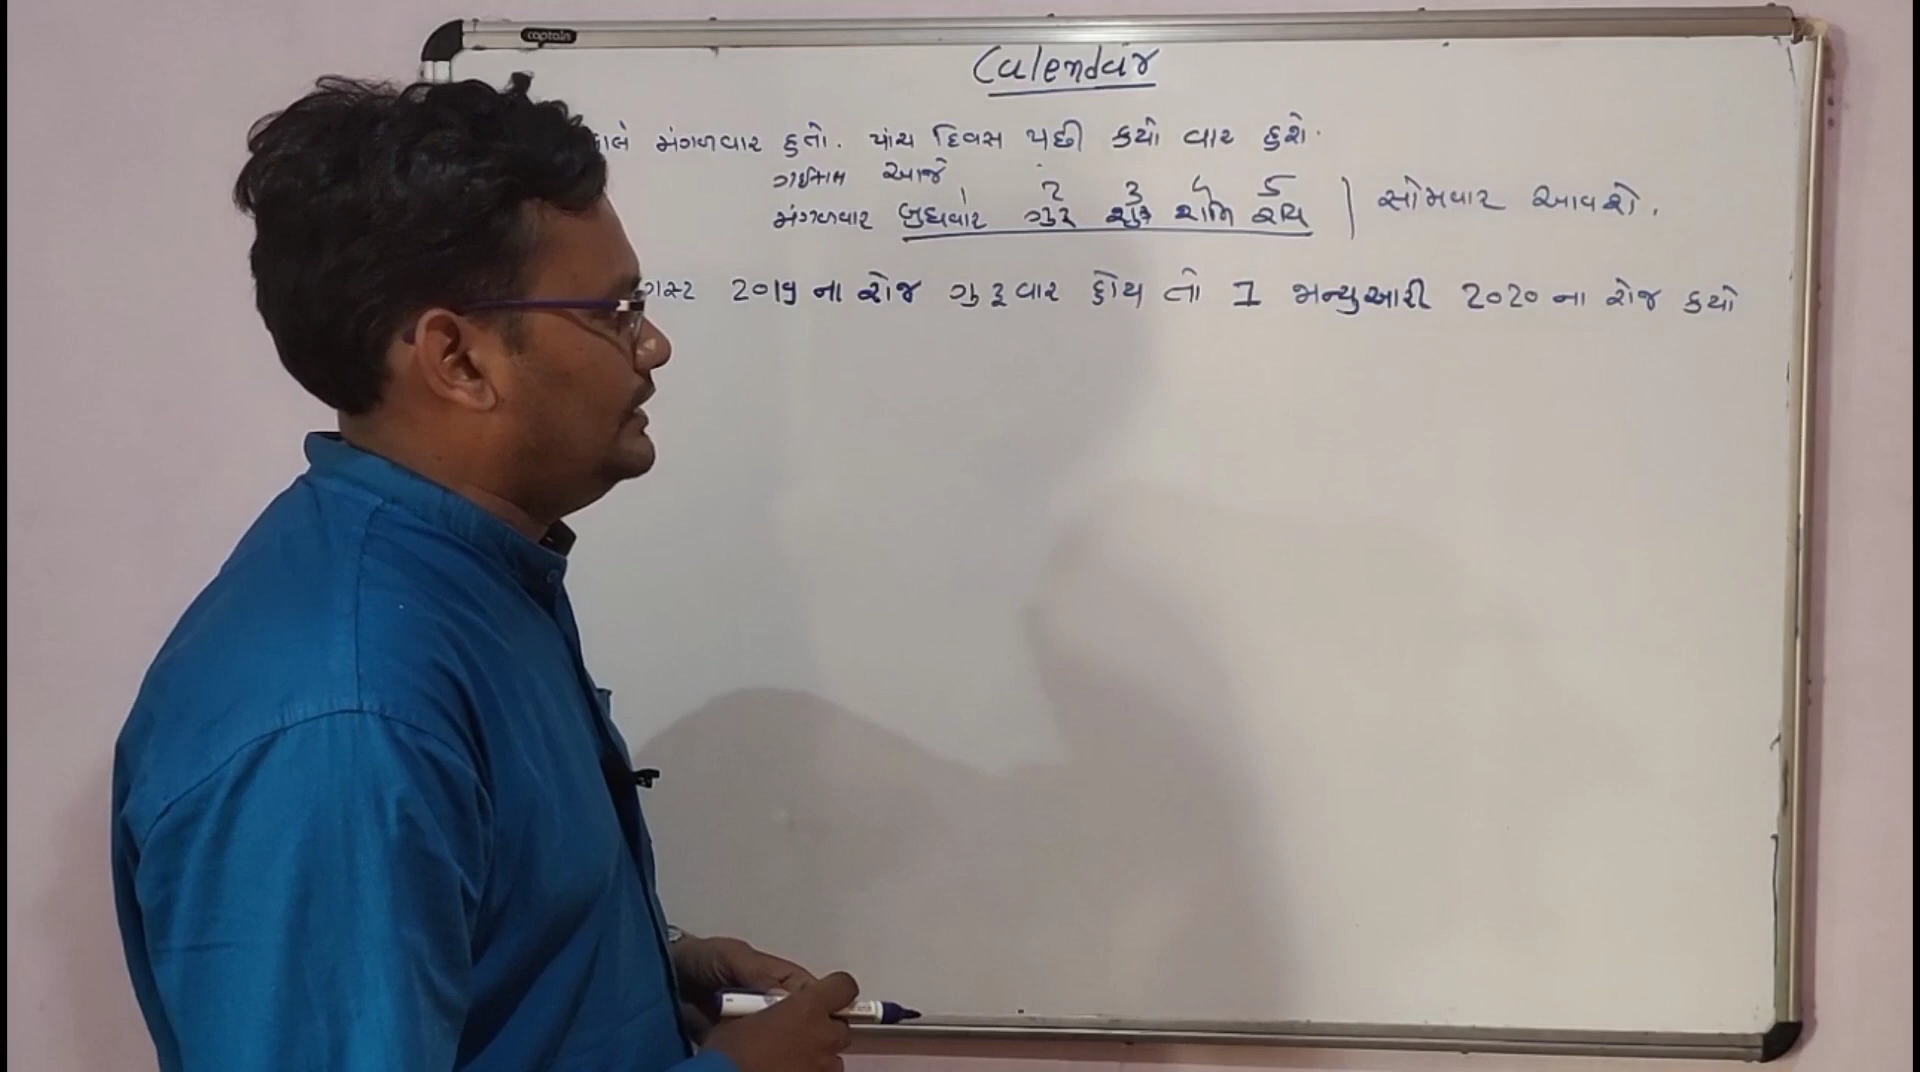 captain
Calendar
કાલે મંગળવાર હતો. પાંચ દિવસ પછી કયો વાર હશે.
ગઈકાલ આજે
1 2 3 4 5
મંગળવાર બુધવાર ગુરૂ શુક્ર શનિ રવિ | સોમવાર આવશે.
ગસ્ટ 2019 ના રોજ ગુરૂવાર હોય તો 1 જાન્યુઆરી 2020 ના રોજ કયો